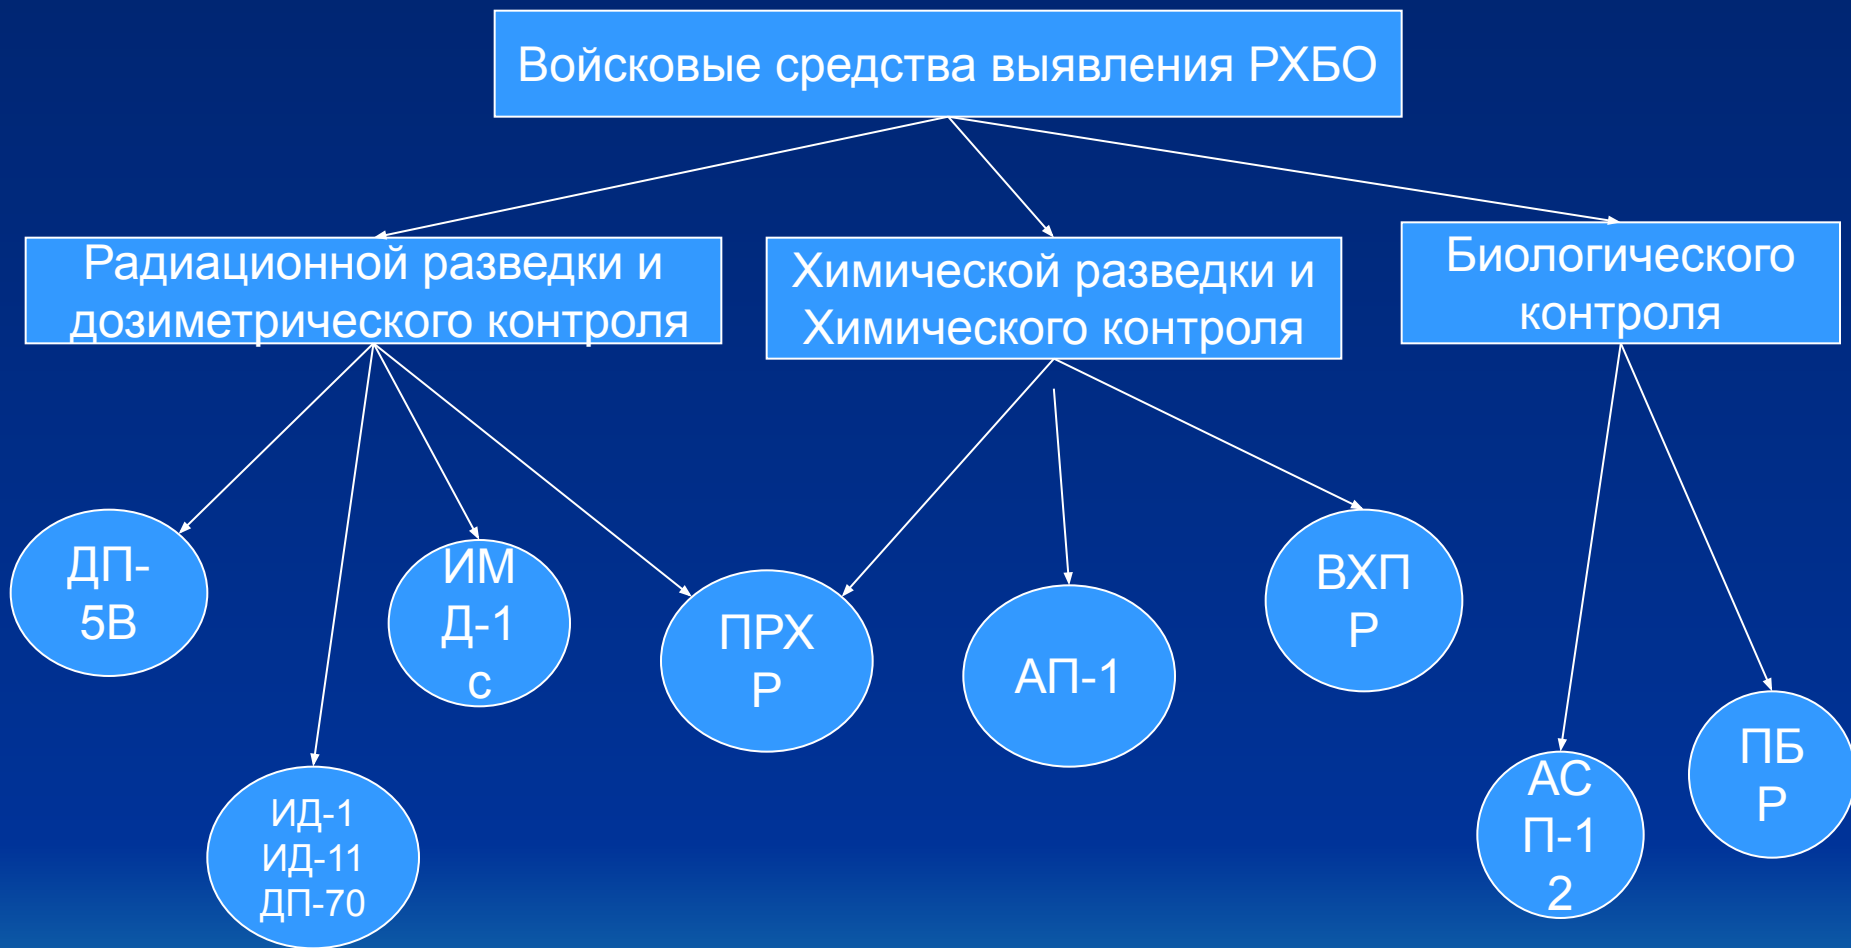 Войсковые средства выявления РХБО
Радиационной разведки и
дозиметрического контроля
Химической разведки и
Химического контроля
Биологического
контроля
ДП-
5В
ИМ
Д-1
с
ПРХ
Р
АП-1
ВХП
Р
ИД-1
ИД-11
ДП-70
АС
П-1
2
ПБ
Р